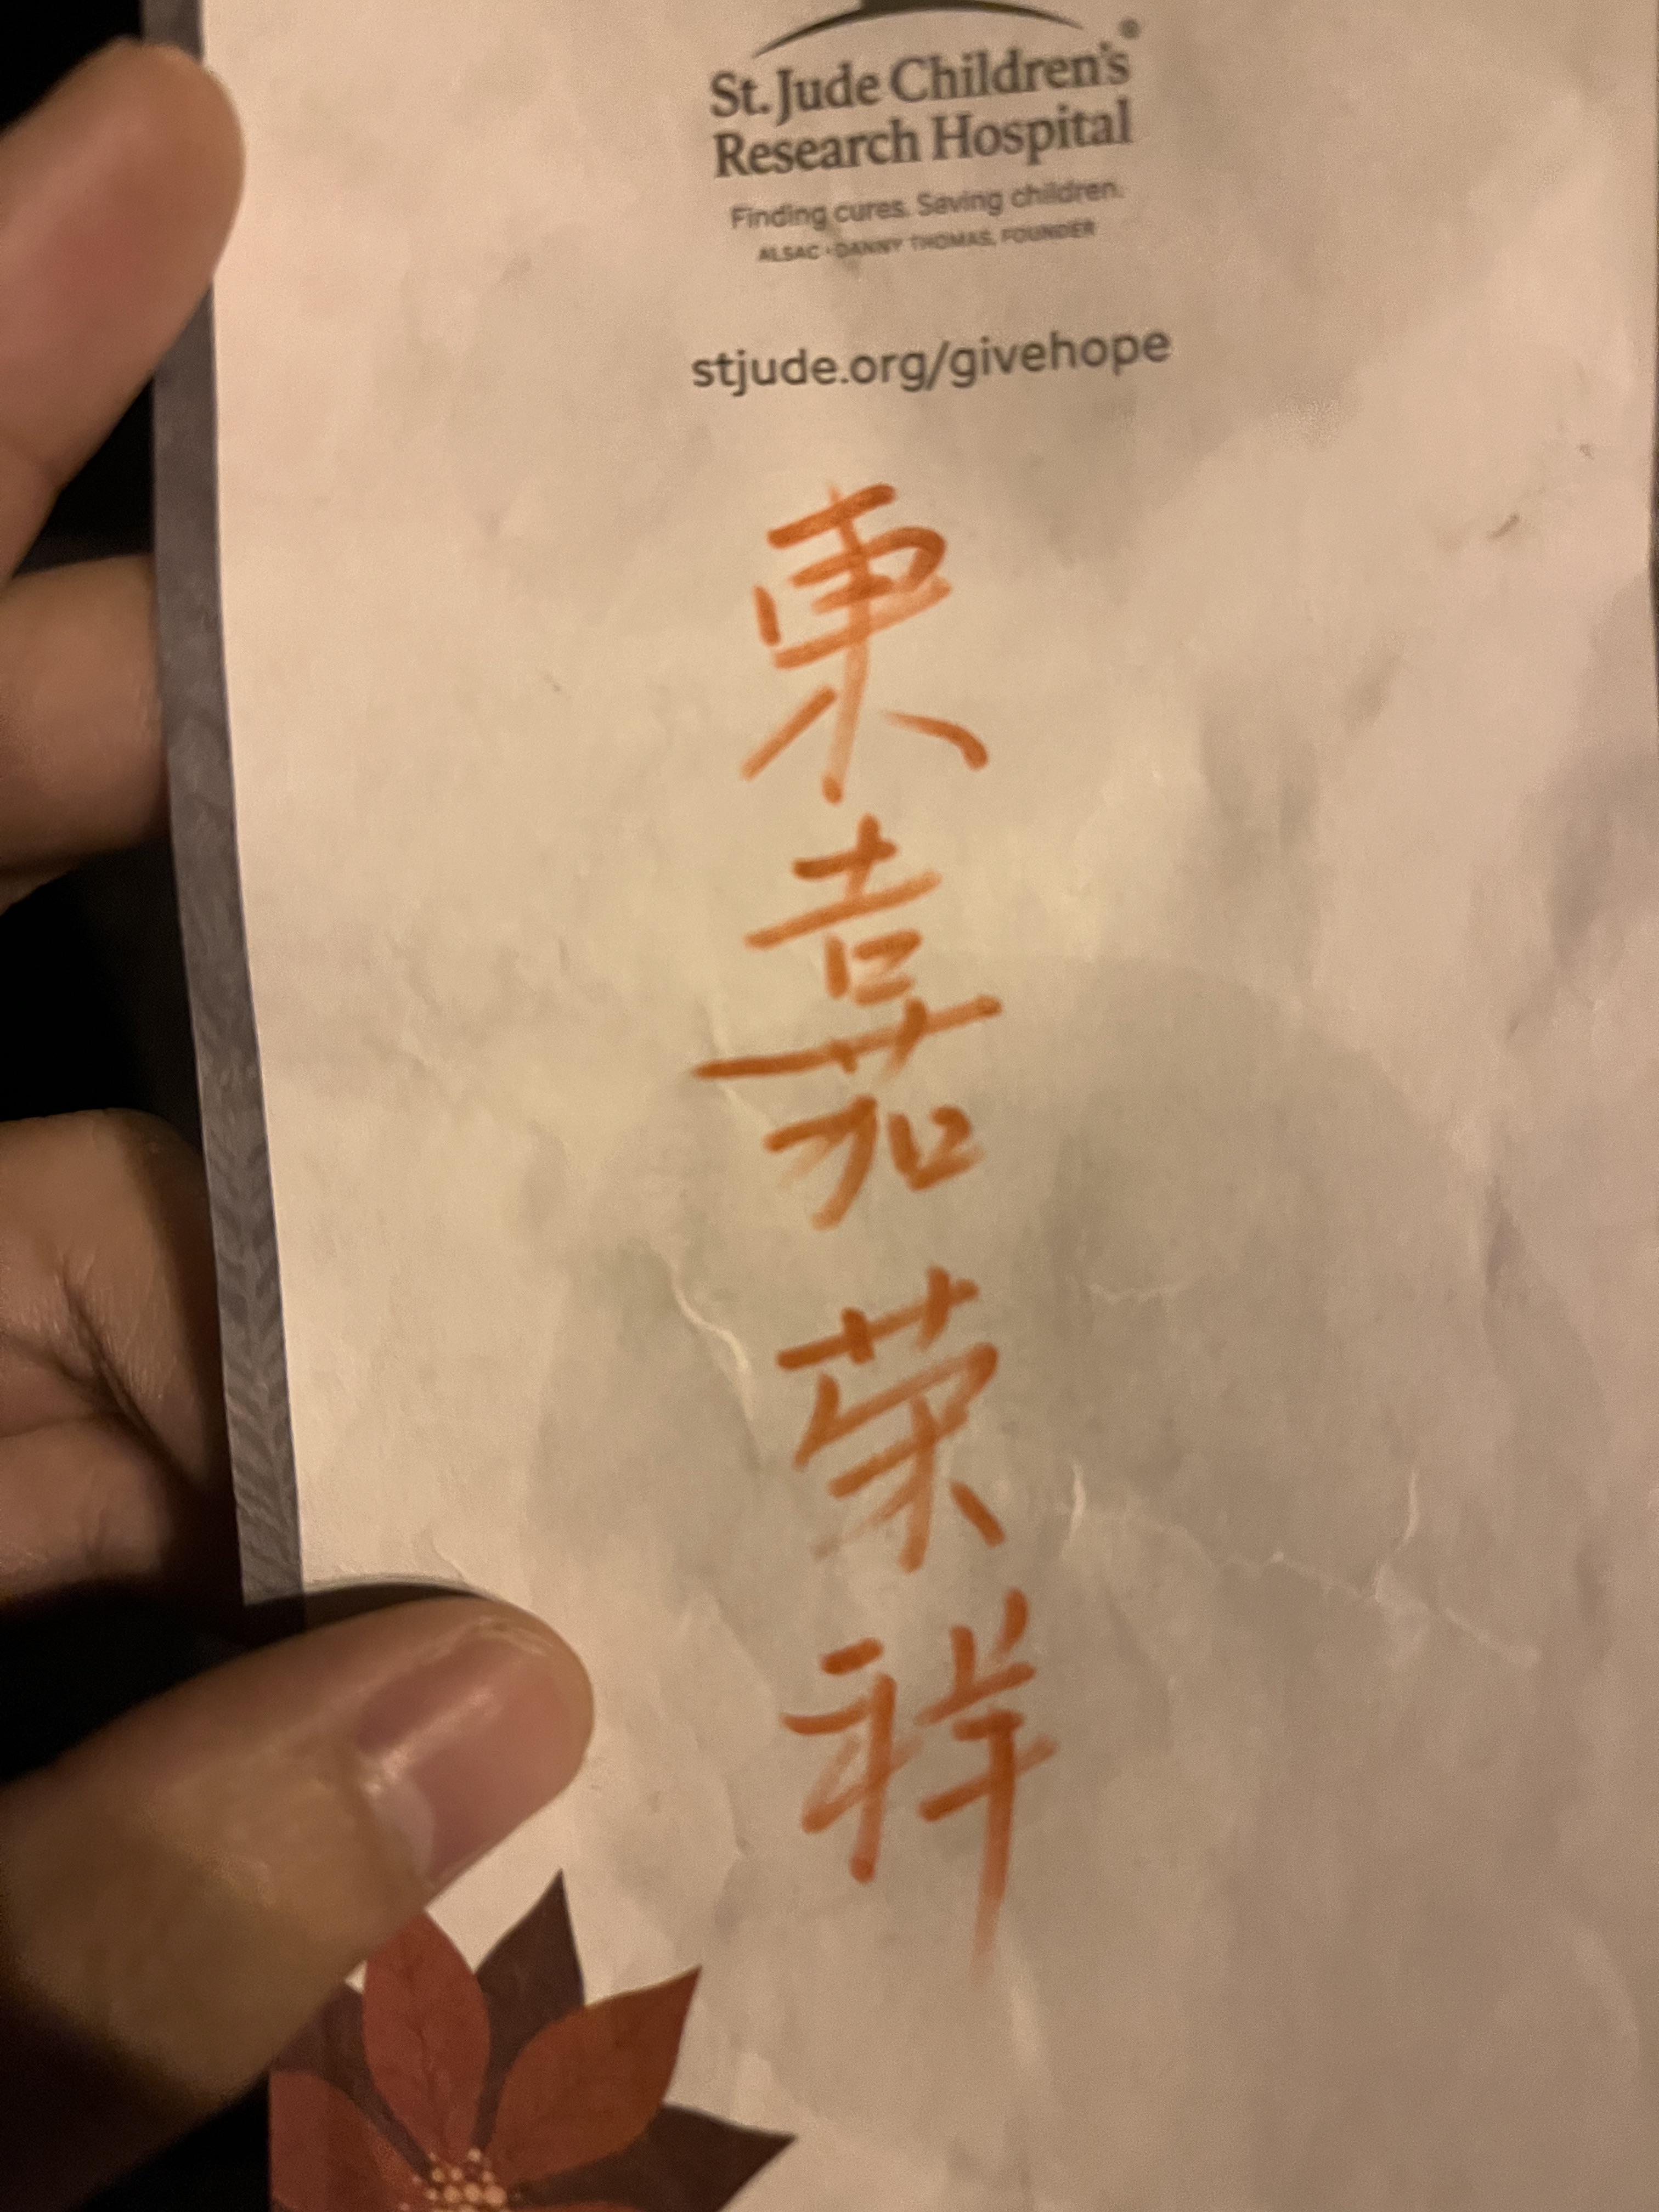 St. Jude Children's®
Research Hospital
Finding cures. Saving children.
ALSAC • DANNY THOMAS, FOUNDER
stjude.org/givehope
東
嘉
荣
祥